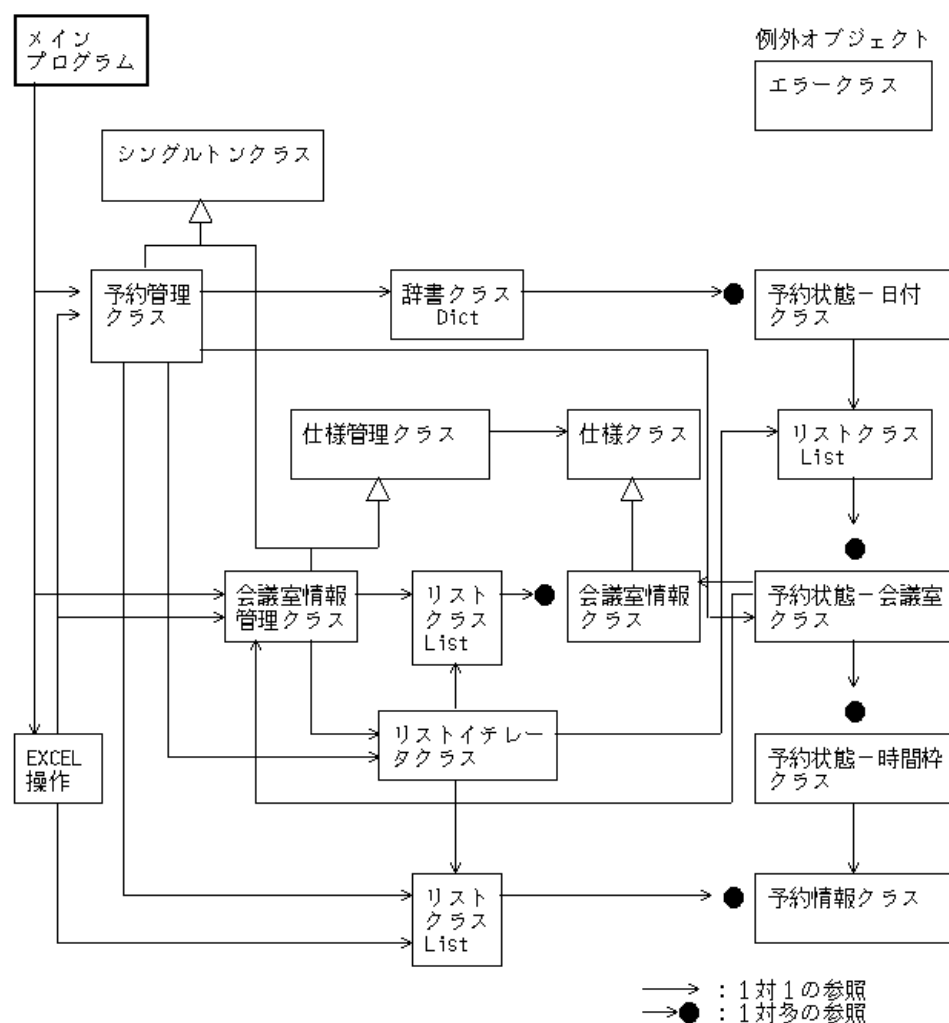 メイン
プログラム
例外オブジェクト
エラークラス
シングルトンクラス
予約管理
クラス
辞書クラス
Dict
予約状態－日付
クラス
仕様管理クラス
仕様クラス
リストクラス
List
会議室情報
管理クラス
リスト
クラス
List
会議室情報
クラス
予約状態－会議室
クラス
リストイテレー
タクラス
EXCEL
操作
予約状態－時間枠
クラス
リスト
クラス
List
予約情報クラス
：１対１の参照
：１対多の参照